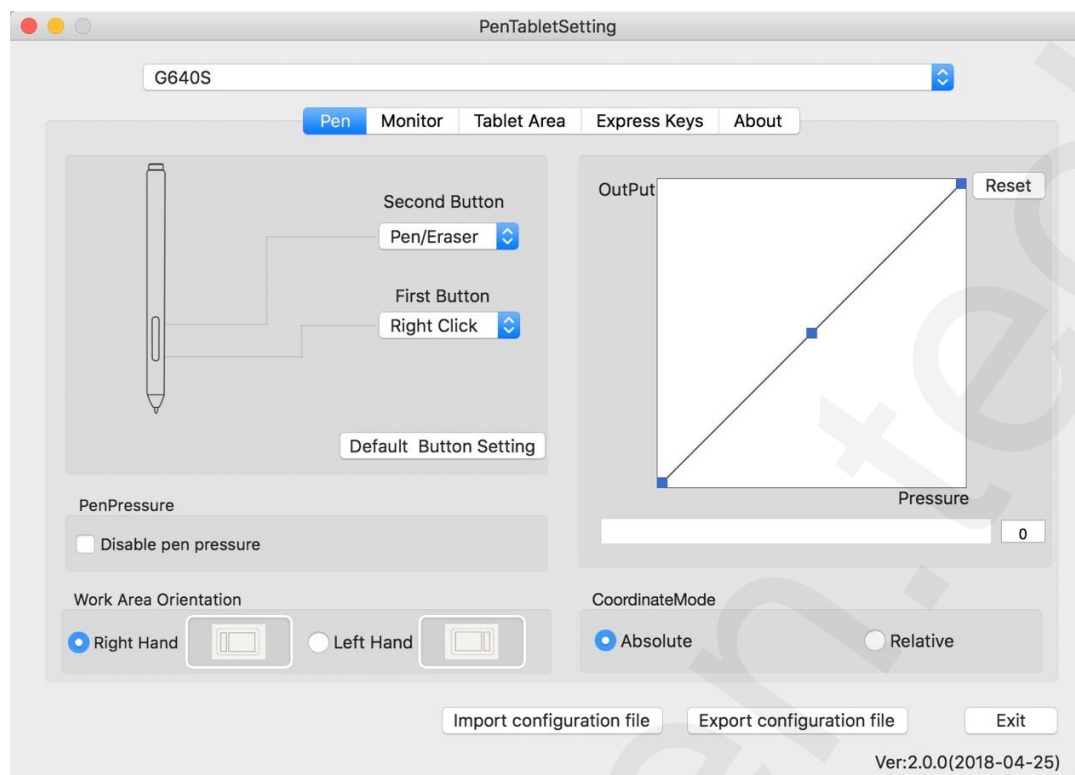 PenTabletSetting
G640S
Pen Monitor Tablet Area Express Keys About
Second Button
Pen/Eraser
First Button
Right Click
Default Button Setting
OutPut
Reset
Pressure
0
PenPressure
Disable pen pressure
Work Area Orientation
Right Hand Left Hand
CoordinateMode
Absolute Relative
Import configuration file Export configuration file Exit
Ver:2.0.0(2018-04-25)